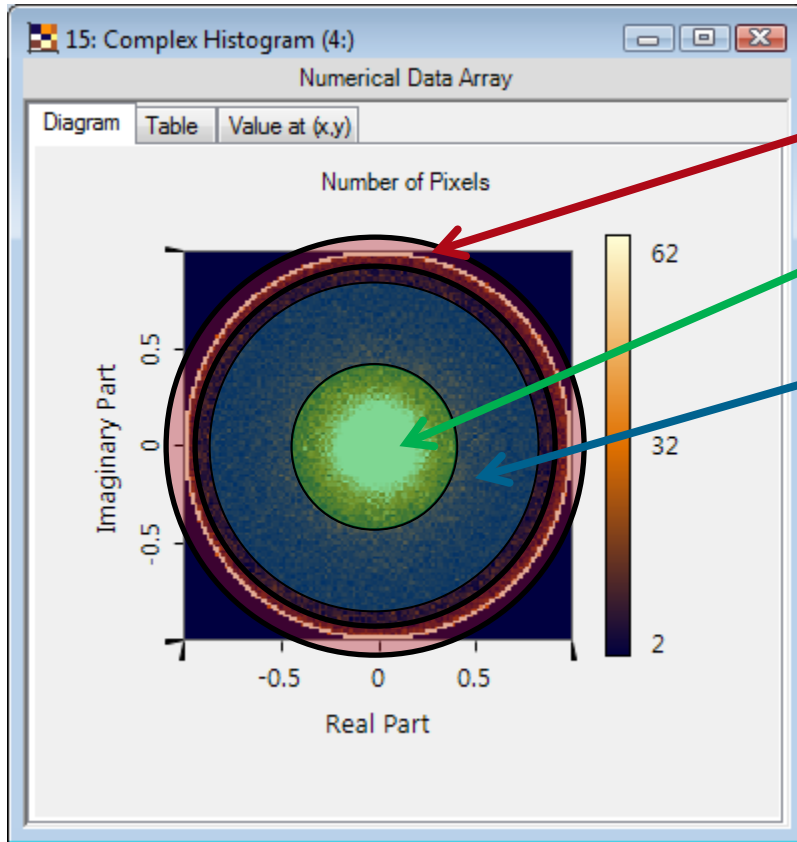 15: Complex Histogram (4:)
Numerical Data Array
Diagram Table Value at (x,y)
Number of Pixels
62
0.5
Imaginary Part
0
32
-0.5
2
-0.5 0 0.5
Real Part